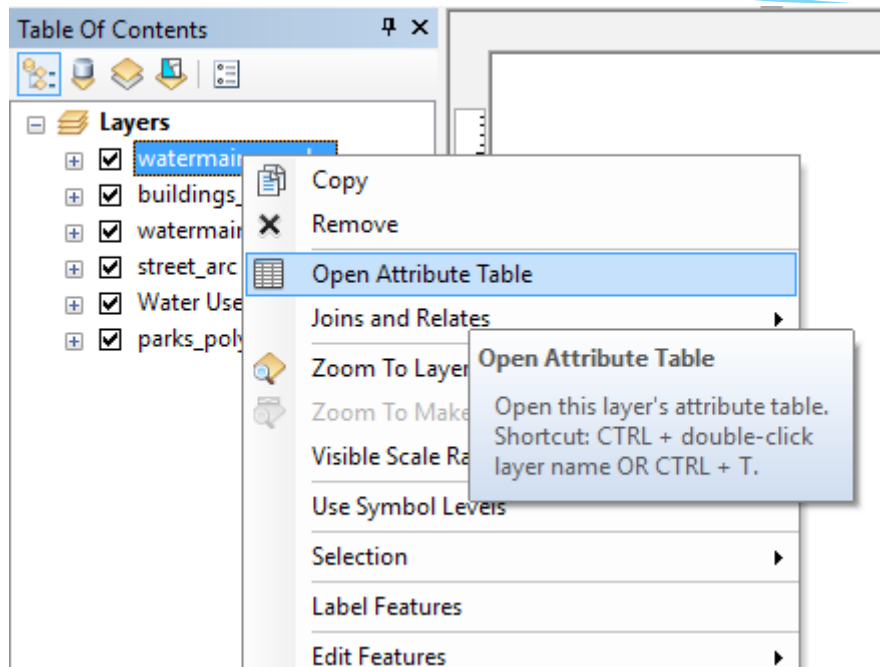 Table Of Contents
Layers
Copy
buildings_
Remove
street_arc
Open Attribute Table
Water Use
Joins and Relates
parks_poly
Zoom To Layer
Open Attribute Table
Open this layer's attribute table.
Shortcut: CTRL + double-click
layer name OR CTRL + T.
Zoom To Make
Visible Scale Ra
Use Symbol Levels
Selection
Label Features
Edit Features